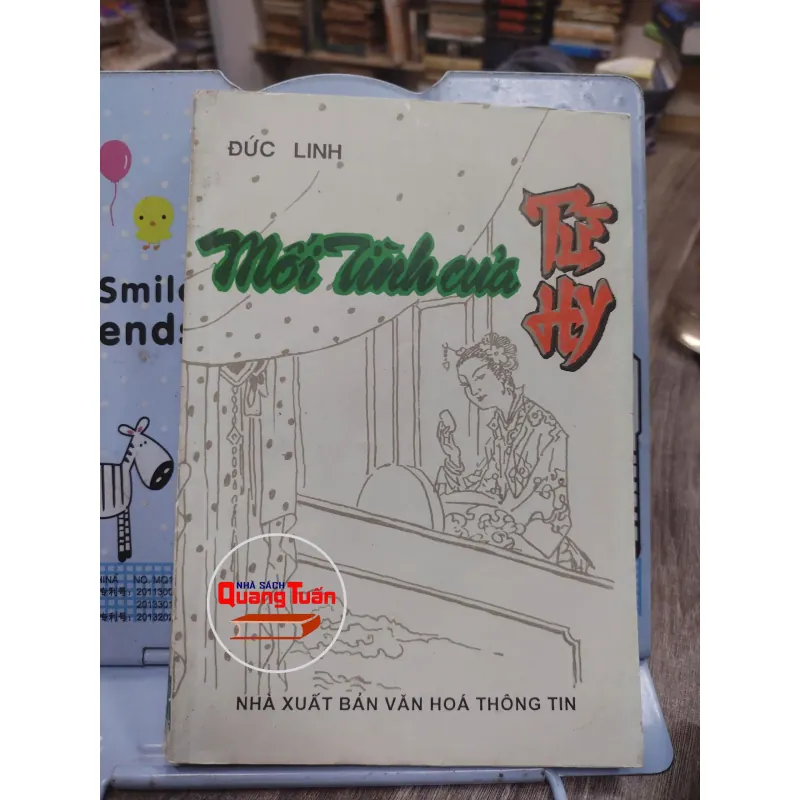 ĐỨC LINH
Mối Tình của
TỪ
HY
Smile
ends
NHÀ SÁCH
Quang Tuấn
NHÀ XUẤT BẢN VĂN HOÁ THÔNG TIN